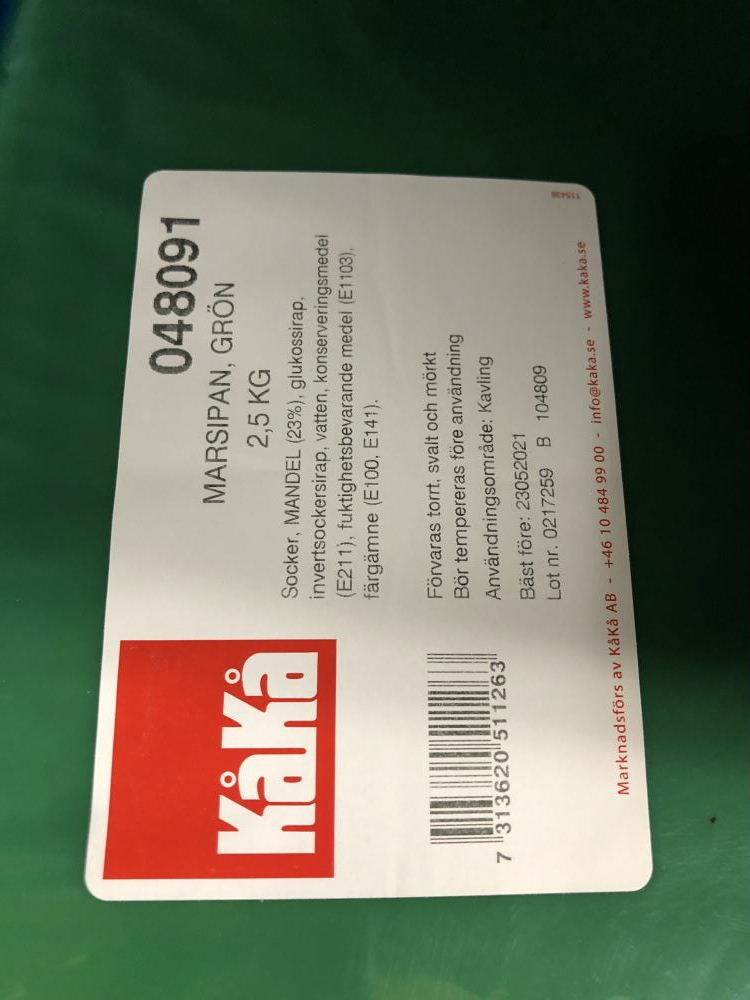 KåKå
048091
MARSIPAN, GRÖN
2,5 KG
Socker, MANDEL (23%), glukossirap,
invertsockersirap, vatten, konserveringsmedel
(E211), fuktighetsbevarande medel (E1103),
färgämne (E100, E141).
Förvaras torrt, svalt och mörkt
Bör tempereras före användning
Användningsområde: Kavling
Bäst före: 23052021
Lot nr. 0217259 B 104809
7 313620 511263
Marknadsförs av KåKå AB - +46 10 484 99 00 - info@kaka.se - www.kaka.se